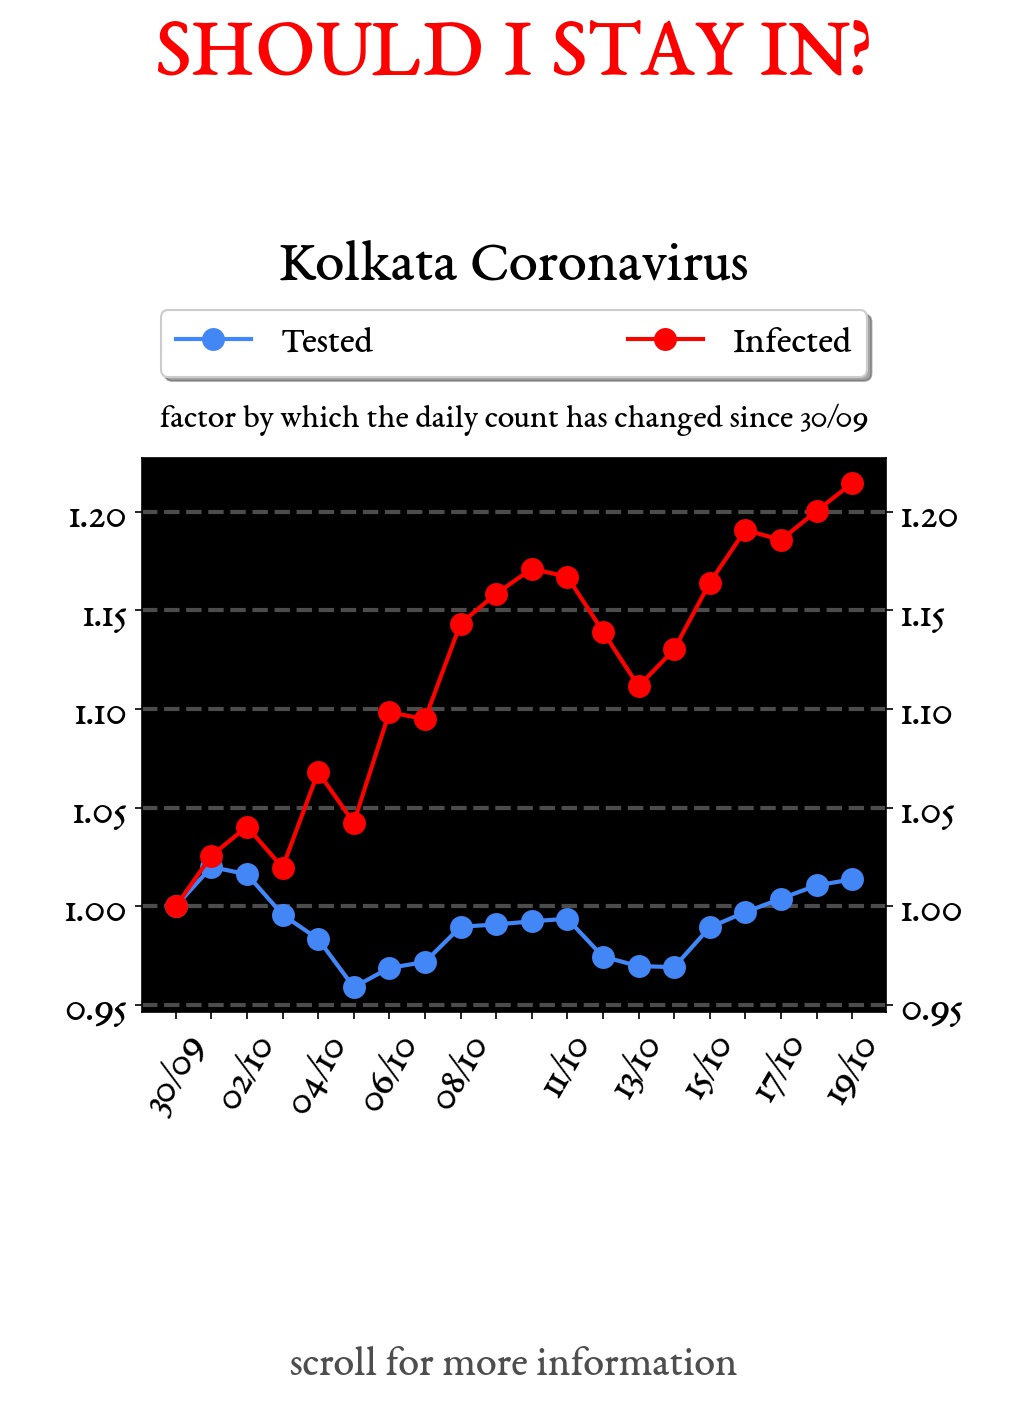 SHOULD I STAY IN?
Kolkata Coronavirus
Tested Infected
factor by which the daily count has changed since 30/09
1.20 1.20
1.15 1.15
1.10 1.10
1.05 1.05
1.00 1.00
0.95 0.95
30/09 02/10 04/10 06/10 08/10 11/10 13/10 15/10 17/10 19/10
scroll for more information